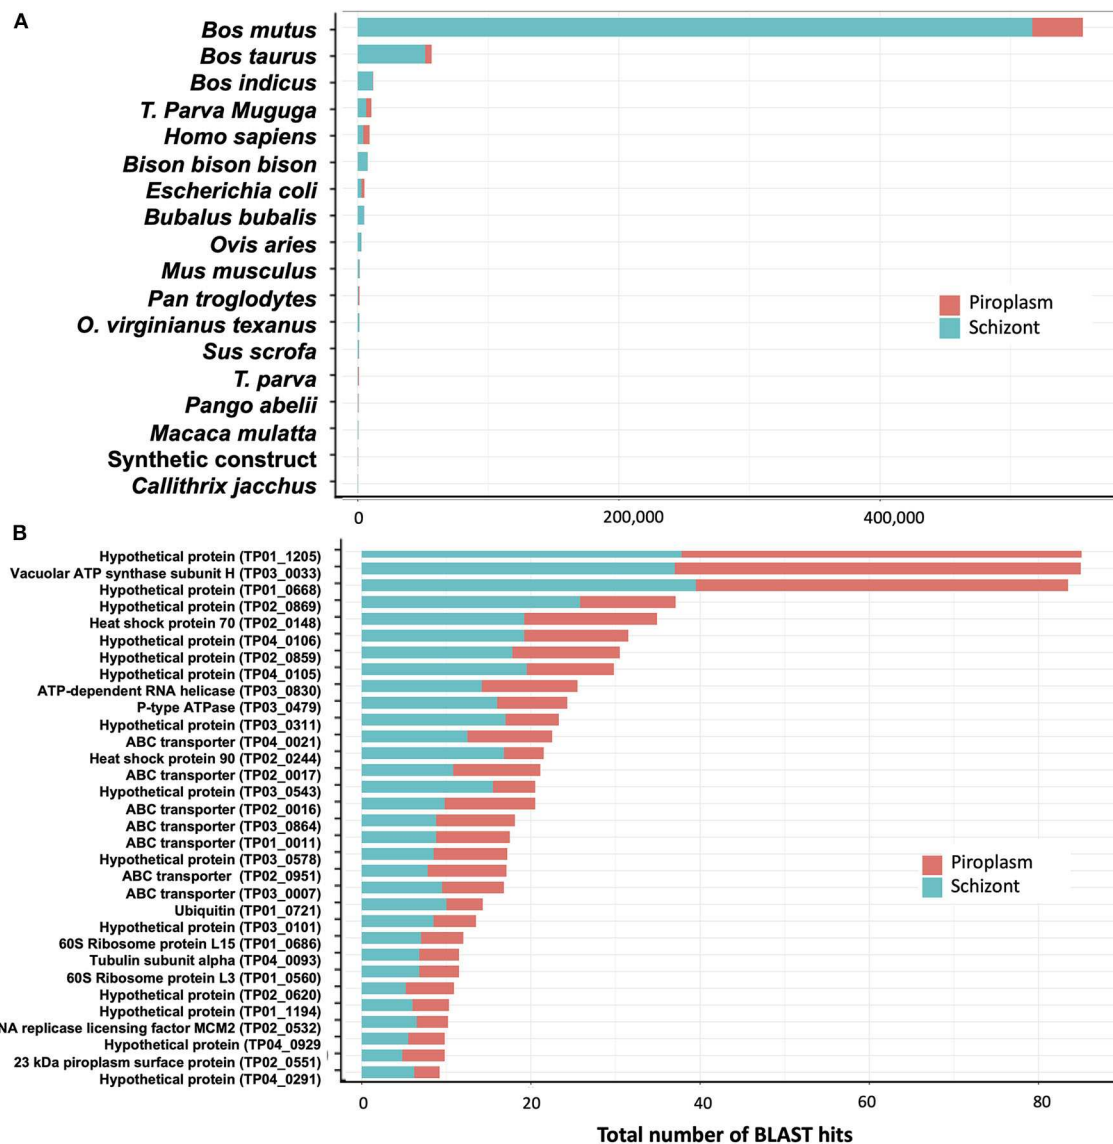 A
Bos mutus
Bos taurus
Bos indicus
T. Parva Muguga
Homo sapiens
Bison bison bison
Escherichia coli
Bubalus bubalis
Ovis aries
Mus musculus
Pan troglodytes
O. virginianus texanus
Sus scrofa
T. parva
Pango abelii
Macaca mulatta
Synthetic construct
Callithrix jacchus
Piroplasm
Schizont
0 200,000 400,000
B
Hypothetical protein (TP01_1205)
Vacuolar ATP synthase subunit H (TP03_0033)
Hypothetical protein (TP01_0668)
Hypothetical protein (TP02_0869)
Heat shock protein 70 (TP02_0148)
Hypothetical protein (TP04_0106)
Hypothetical protein (TP02_0859)
Hypothetical protein (TP04_0105)
ATP-dependent RNA helicase (TP03_0830)
P-type ATPase (TP03_0479)
Hypothetical protein (TP03_0311)
ABC transporter (TP04_0021)
Heat shock protein 90 (TP02_0244)
ABC transporter (TP02_0017)
Hypothetical protein (TP03_0543)
ABC transporter (TP02_0016)
ABC transporter (TP03_0864)
ABC transporter (TP01_0011)
Hypothetical protein (TP03_0578)
ABC transporter (TP02_0951)
ABC transporter (TP03_0007)
Ubiquitin (TP01_0721)
Hypothetical protein (TP03_0101)
60S Ribosome protein L15 (TP01_0686)
Tubulin subunit alpha (TP04_0093)
60S Ribosome protein L3 (TP01_0560)
Hypothetical protein (TP02_0620)
Hypothetical protein (TP01_1194)
NA replicase licensing factor MCM2 (TP02_0532)
Hypothetical protein (TP04_0929
23 kDa piroplasm surface protein (TP02_0551)
Hypothetical protein (TP04_0291)
Piroplasm
Schizont
0 20 40 60 80
Total number of BLAST hits